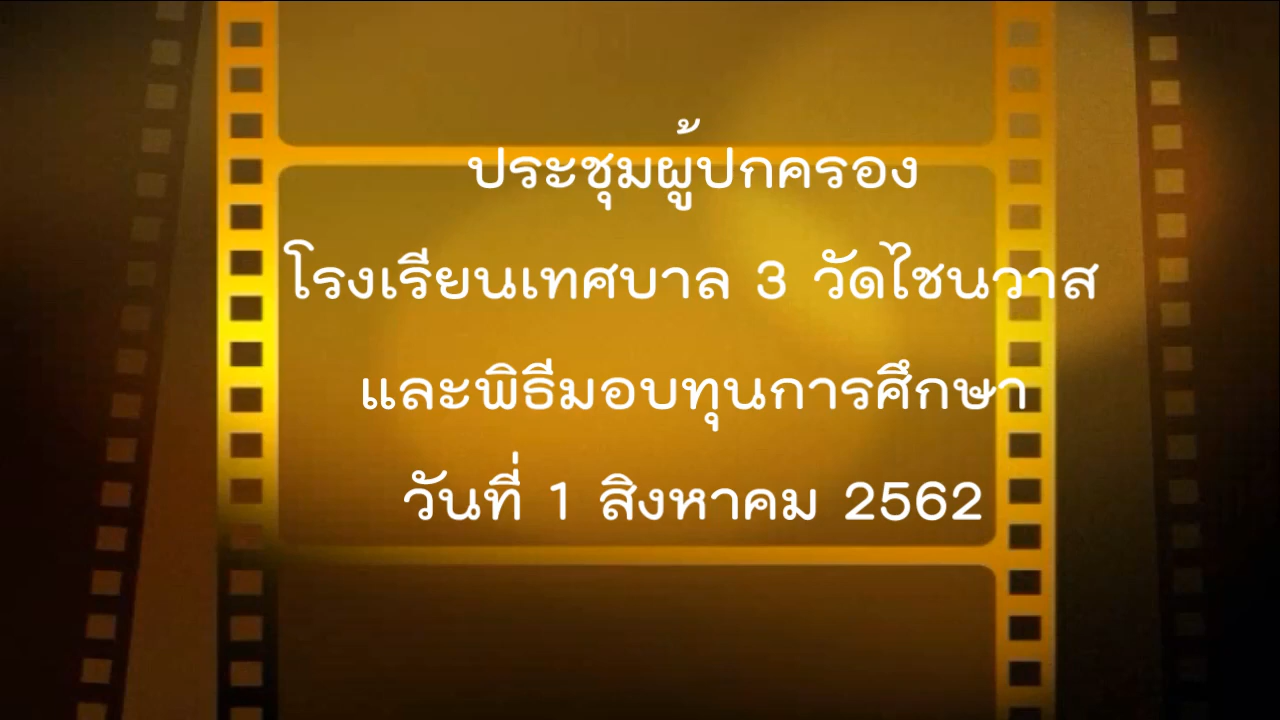 ประชุมผู้ปกครอง
โรงเรียนเทศบาล 3 วัดไชนวาส
และพิธีมอบทุนการศึกษา
วันที่ 1 สิงหาคม 2562